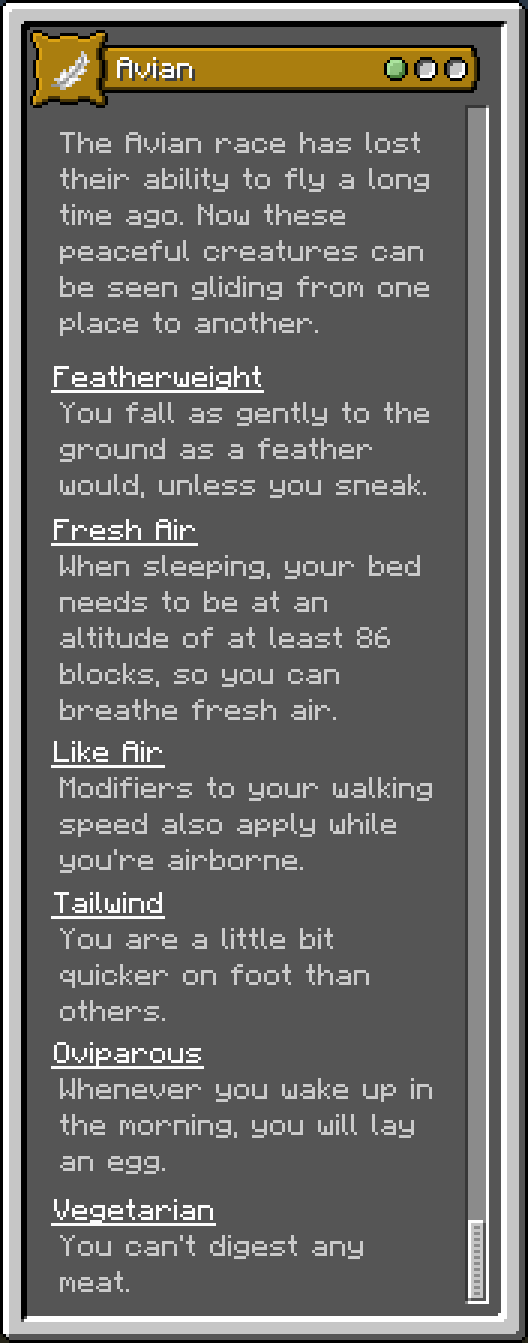 Avian
The Avian race has lost
their ability to fly a long
time ago. Now these
peaceful creatures can
be seen gliding from one
place to another.
Featherweight
You fall as gently to the
ground as a feather
would, unless you sneak.
Fresh Air
When sleeping, your bed
needs to be at an
altitude of at least 86
blocks, so you can
breathe fresh air.
Like Air
Modifiers to your walking
speed also apply while
you're airborne.
Tailwind
You are a little bit
quicker on foot than
others.
Oviparous
Whenever you wake up in
the morning, you will lay
an egg.
Vegetarian
You can't digest any
meat.